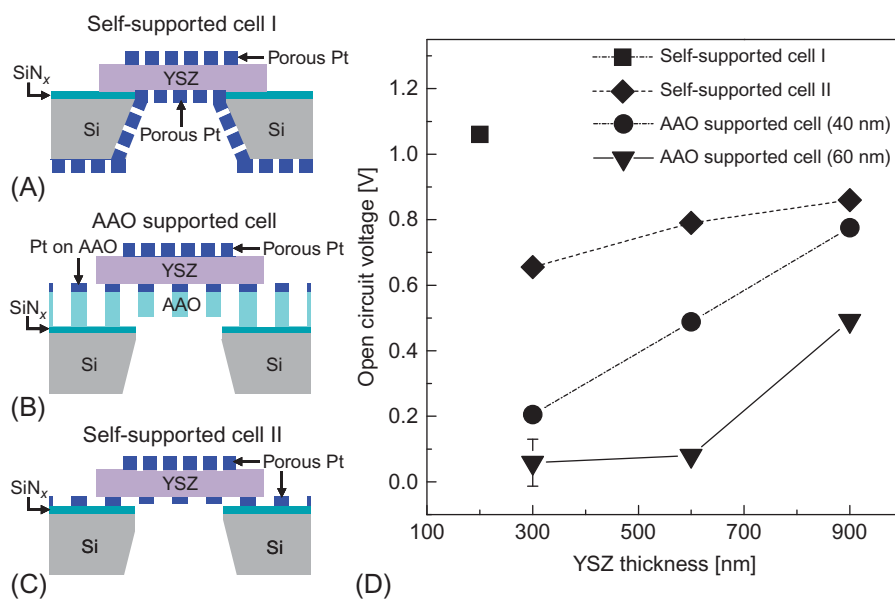 Self-supported cell I
SiNx
Porous Pt
YSZ
Si
Si
Porous Pt
(A)
AAO supported cell
Pt on AAO
Porous Pt
YSZ
SiNx
AAO
Si
Si
(B)
Self-supported cell II
Porous Pt
SiNx
YSZ
Si
Si
(C)
Self-supported cell I
Self-supported cell II
AAO supported cell (40 nm)
AAO supported cell (60 nm)
Open circuit voltage [V]
1.2
1.0
0.8
0.6
0.4
0.2
0.0
100
300
500
700
900
YSZ thickness [nm]
(D)